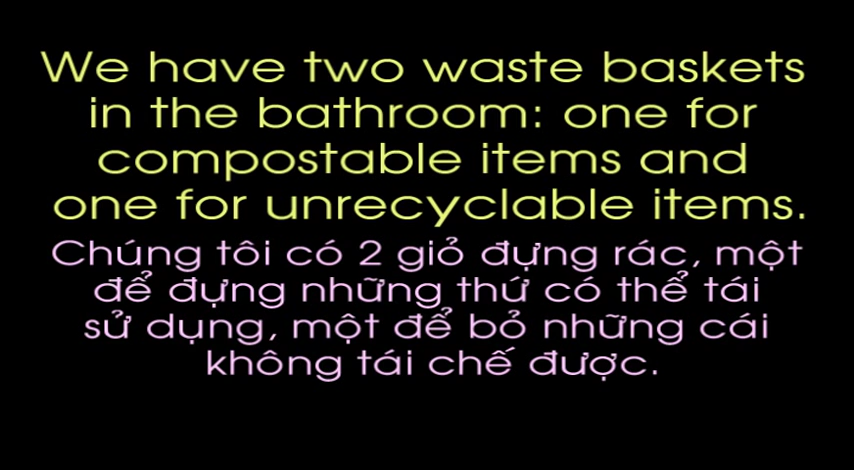 We have two waste baskets
in the bathroom: one for
compostable items and
one for unrecyclable items.
Chúng tôi có 2 giỏ đựng rác, một
để đựng những thứ có thể tái
sử dụng, một để bỏ những cái
không tái chế được.